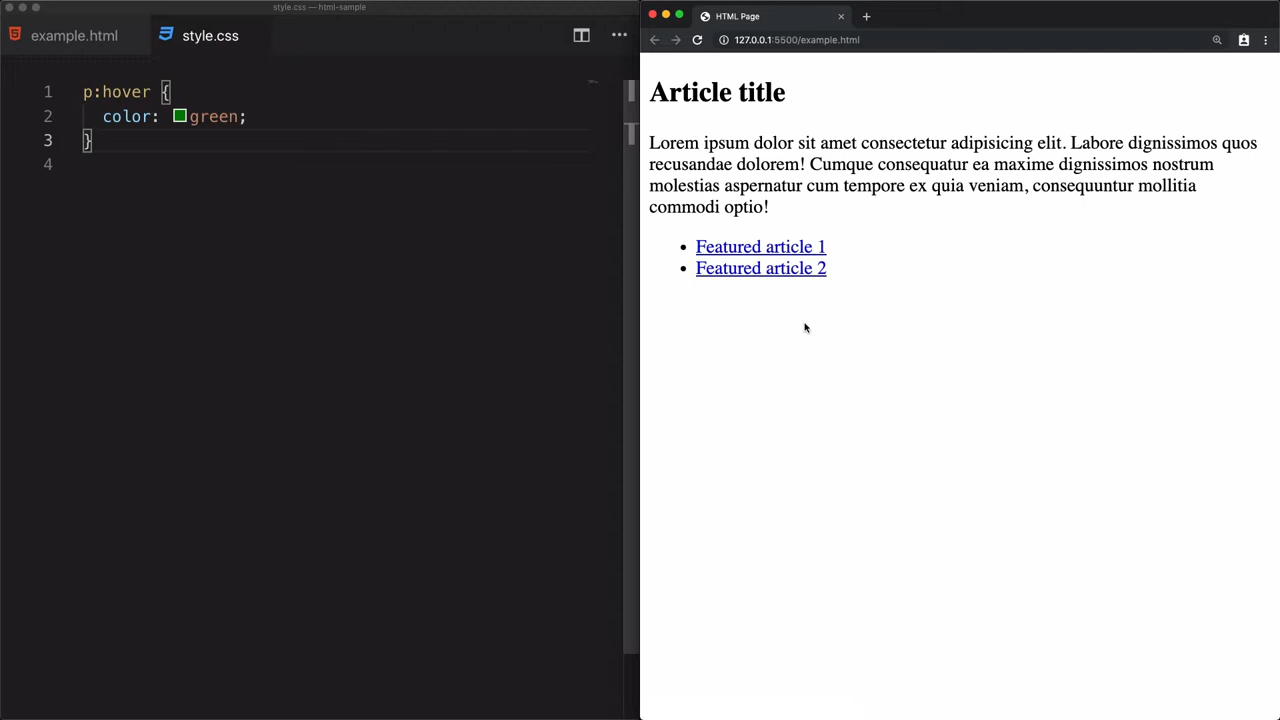 style.css — html-sample
example.html
style.css
1 p:hover {
2 color: green;
3 }
4
HTML Page
127.0.0.1:5500/example.html
Article title
Lorem ipsum dolor sit amet consectetur adipisicing elit. Labore dignissimos quos
recusandae dolorem! Cumque consequatur ea maxime dignissimos nostrum
molestias aspernatur cum tempore ex quia veniam, consequuntur mollitia
commodi optio!
• Featured article 1
• Featured article 2